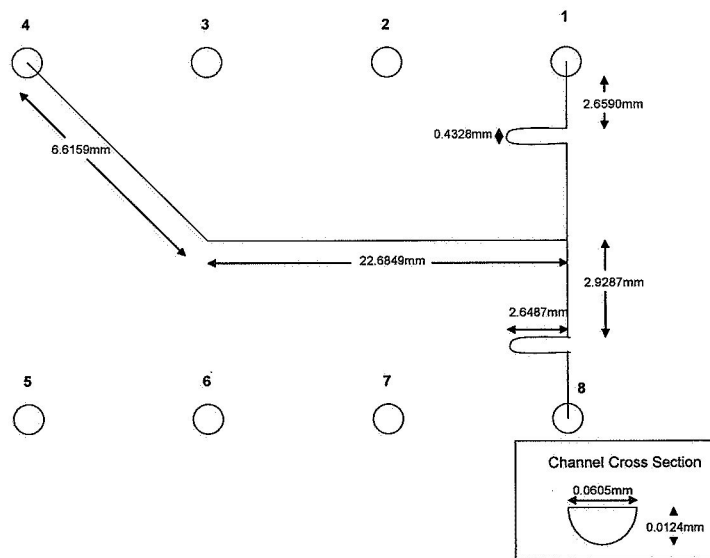 4
3
2
1
2.6590mm
0.4328mm
6.6159mm
22.6849mm
2.9287mm
2.6487mm
5
6
7
8
Channel Cross Section
0.0605mm
0.0124mm